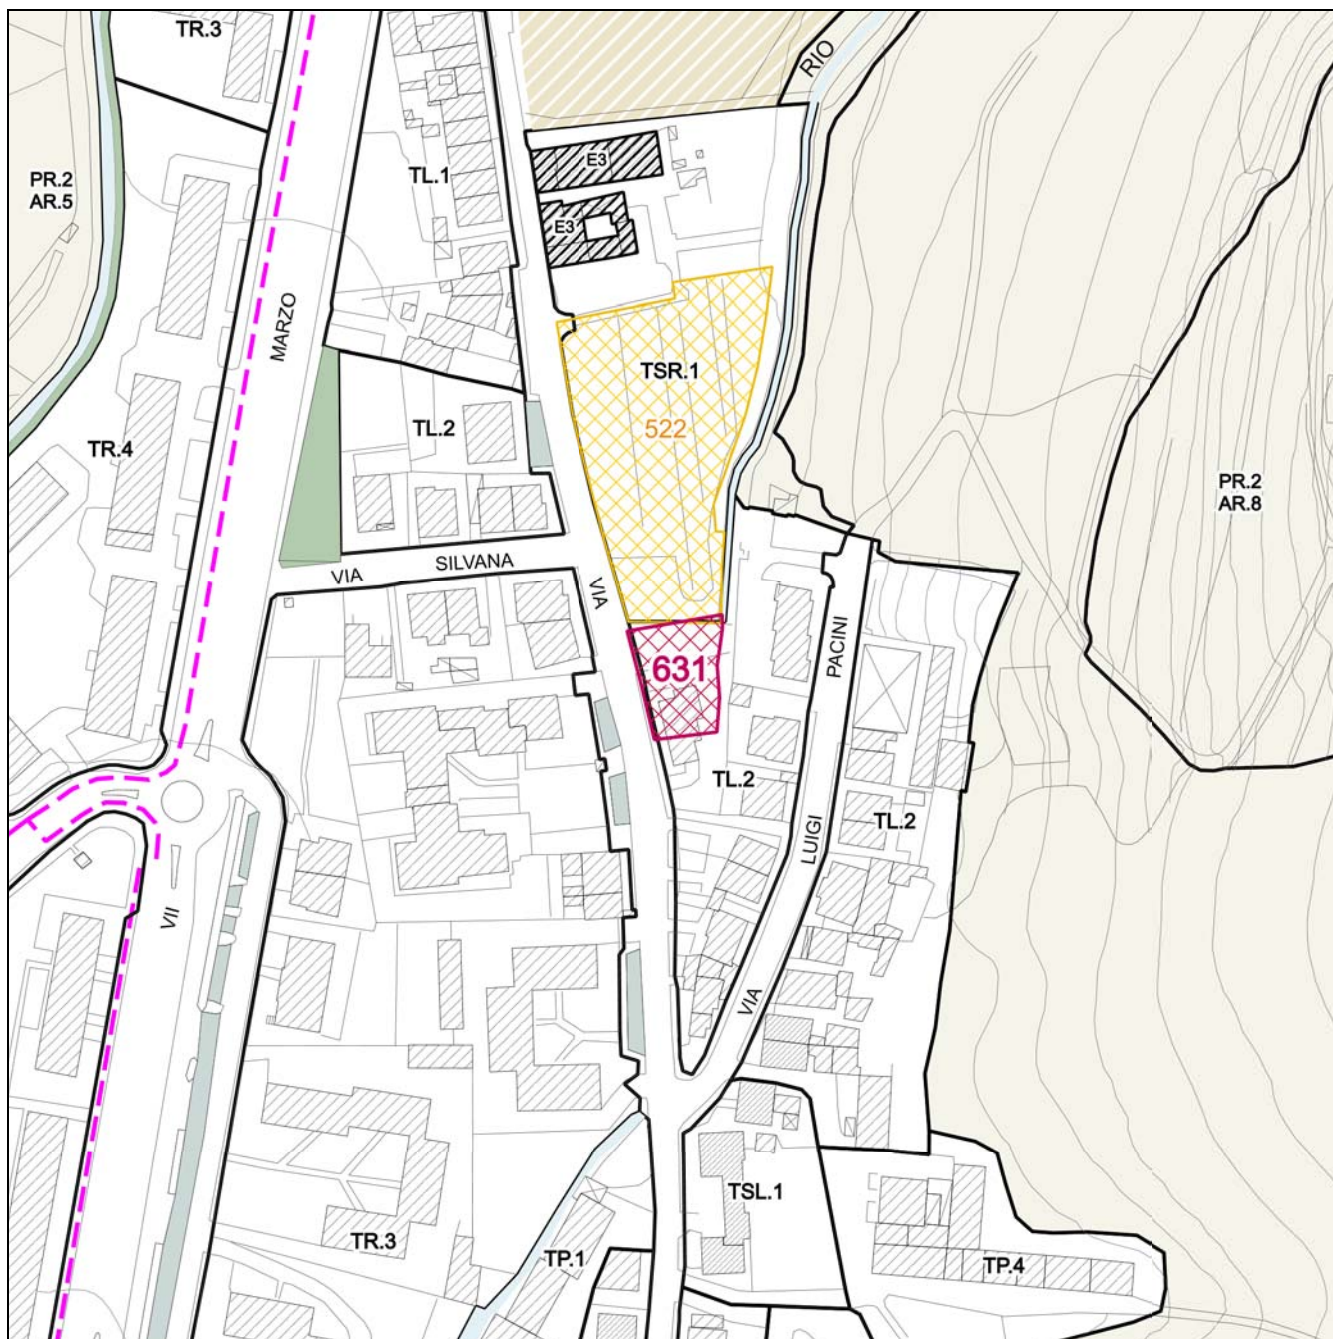 TR.3
RIO
E3
TL.1
PR.2
AR.5
E3
MARZO
TSR.1
TL.2
522
TR.4
PR.2
AR.8
SILVANA
VIA
VIA
PACINI
631
TL.2
TL.2
LUIGI
VII
VIA
TSL.1
TR.3
TP.1
TP.4